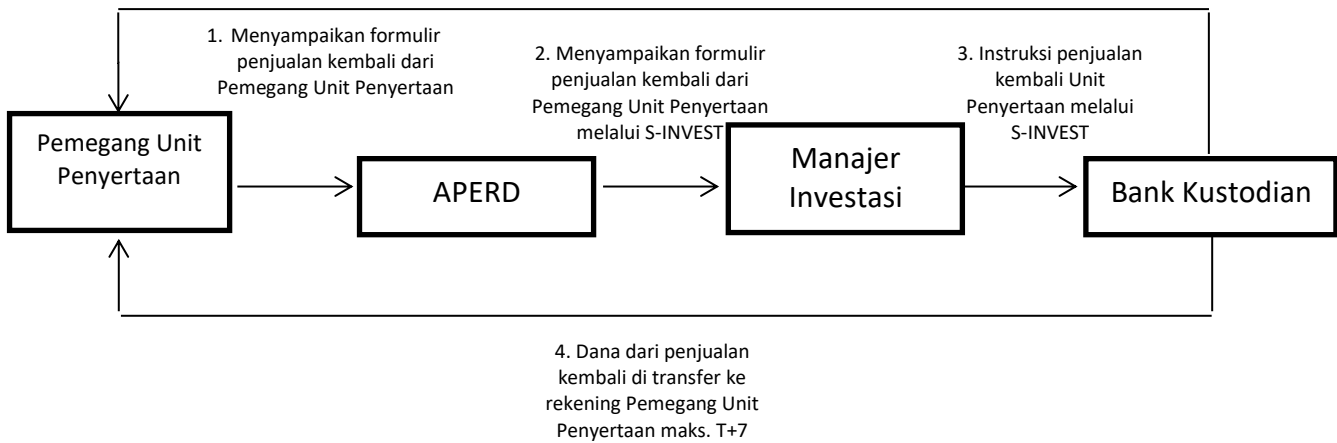 1. Menyampaikan formulir
penjualan kembali dari
Pemegang Unit Penyertaan
2. Menyampaikan formulir
penjualan kembali dari
Pemegang Unit Penyertaan
melalui S-INVEST
3. Instruksi penjualan
kembali Unit
Penyertaan melalui
S-INVEST
Pemegang Unit
Penyertaan
APERD
Manajer
Investasi
Bank Kustodian
4. Dana dari penjualan
kembali di transfer ke
rekening Pemegang Unit
Penyertaan maks. T+7